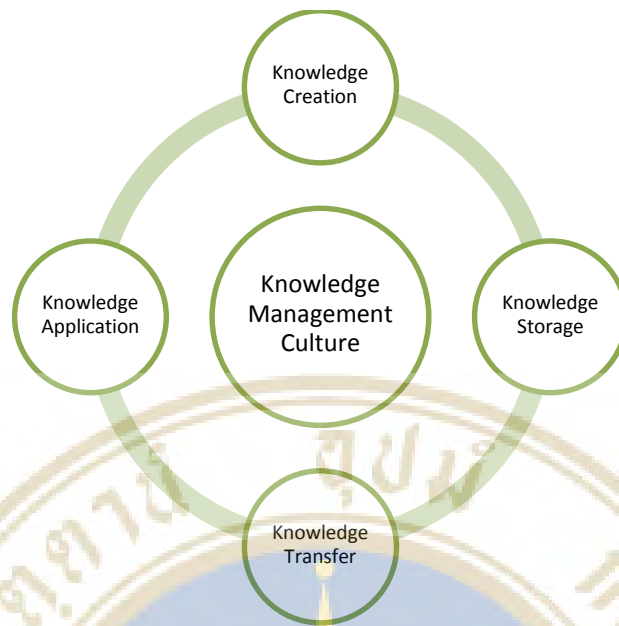 Knowledge
Creation
Knowledge
Application
Knowledge
Management
Culture
Knowledge
Storage
Knowledge
Transfer